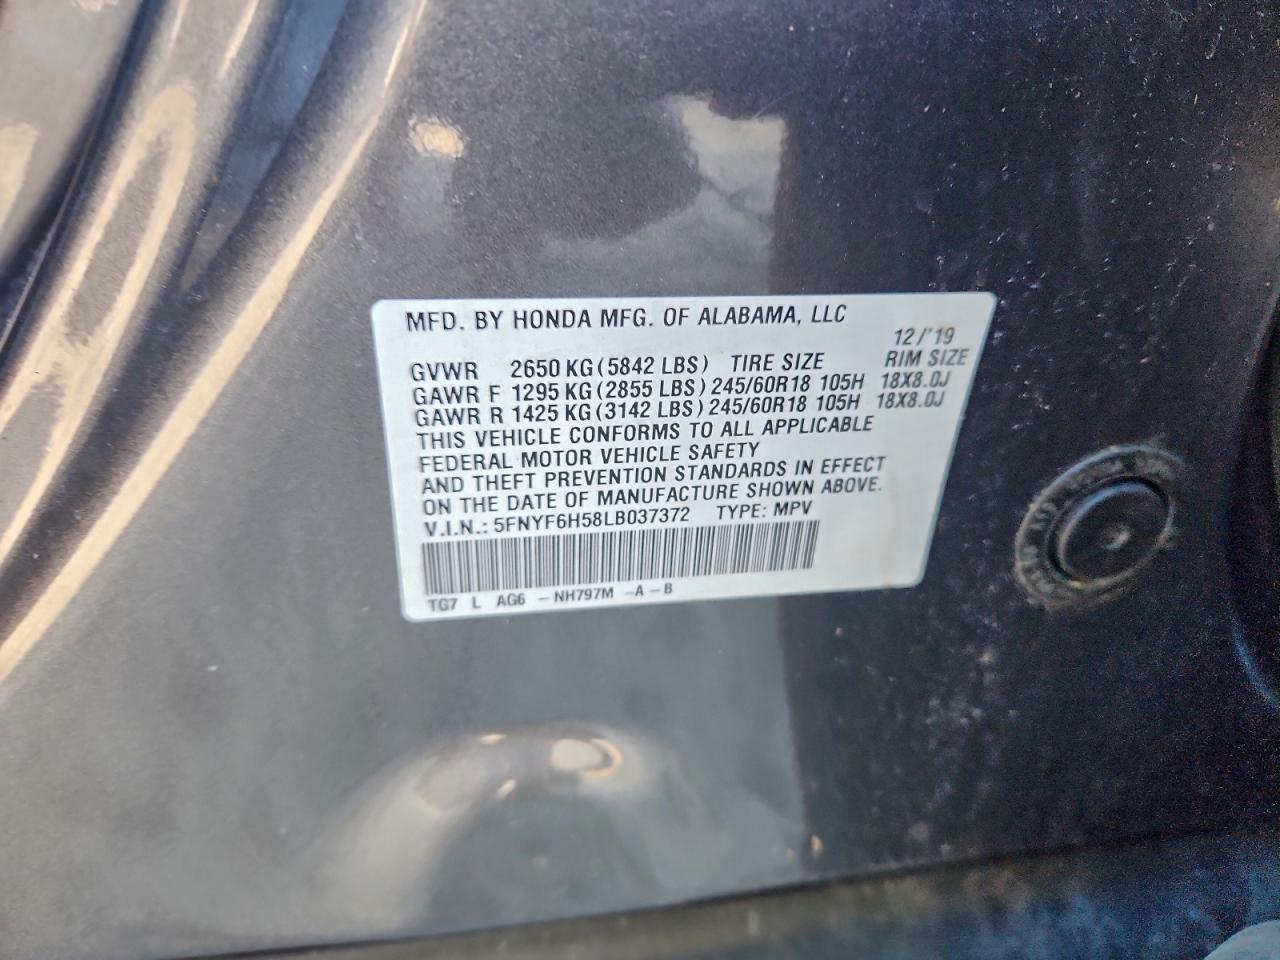 MFD. BY HONDA MFG. OF ALABAMA, LLC
12/'19
GVWR 2650 KG (5842 LBS) TIRE SIZE RIM SIZE
GAWR F 1295 KG (2855 LBS) 245/60R18 105H 18X8.0J
GAWR R 1425 KG (3142 LBS) 245/60R18 105H 18X8.0J
THIS VEHICLE CONFORMS TO ALL APPLICABLE
FEDERAL MOTOR VEHICLE SAFETY
AND THEFT PREVENTION STANDARDS IN EFFECT
ON THE DATE OF MANUFACTURE SHOWN ABOVE.
V.I.N.: 5FNYF6H58LB037372 TYPE: MPV
TG7 L AG6 - NH797M - A - B